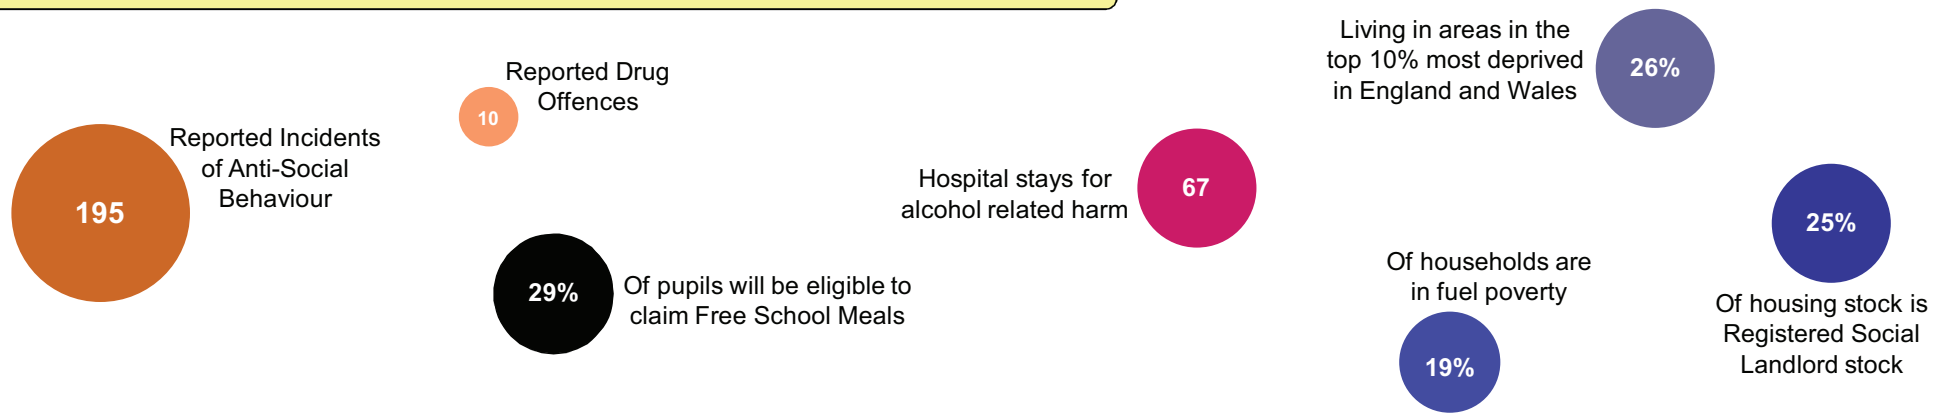 195
Reported Incidents
of Anti-Social
Behaviour
Reported Drug
Offences
10
29%
Of pupils will be eligible to
claim Free School Meals
Hospital stays for
alcohol related harm
67
Living in areas in the
top 10% most deprived
in England and Wales
26%
Of households are
in fuel poverty
19%
25%
Of housing stock is
Registered Social
Landlord stock